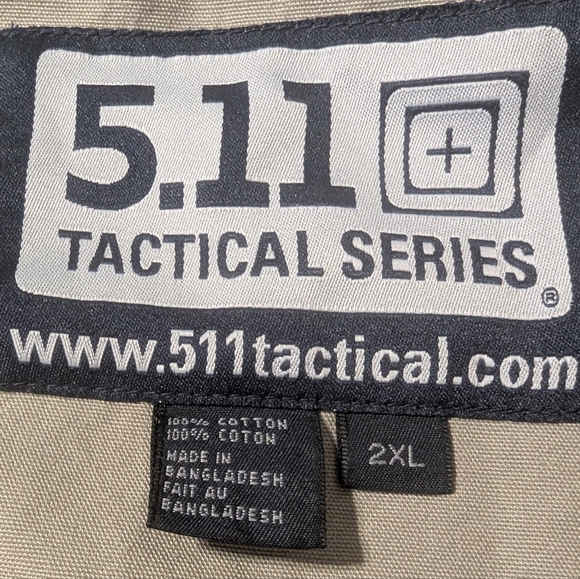 5.11
TACTICAL SERIES
®
www.511tactical.com
100% COTTON
100% COTON
MADE IN
BANGLADESH
FAIT AU
BANGLADESH
2XL